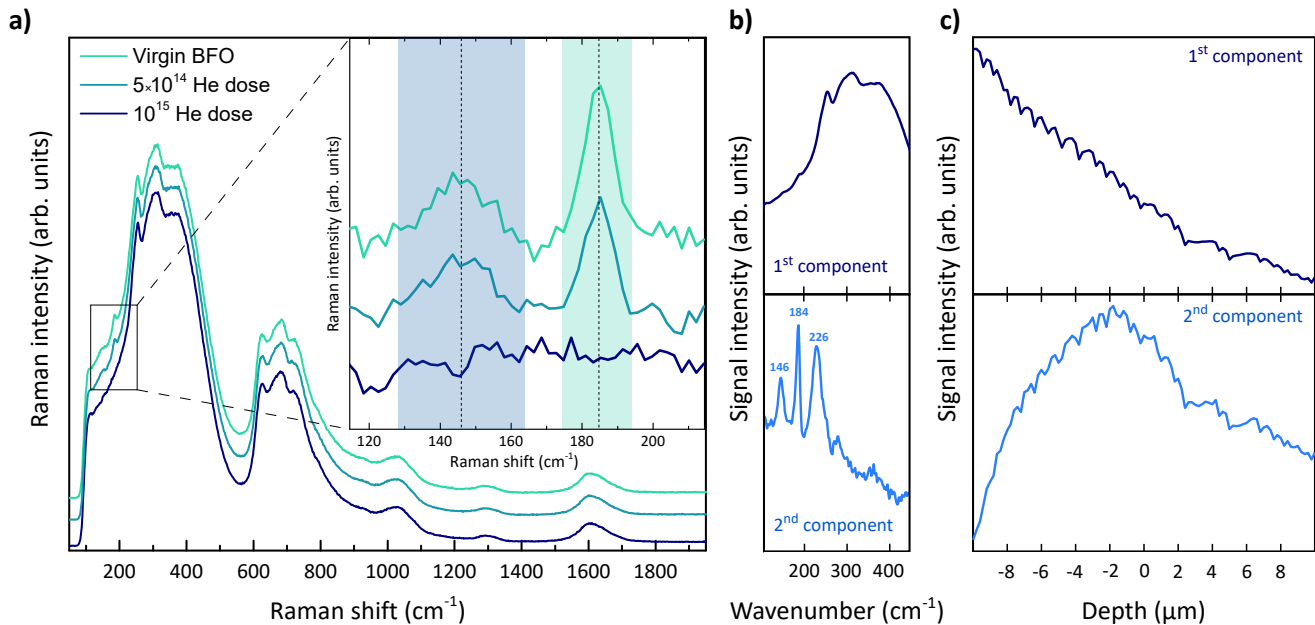 a)
b)
c)
Virgin BFO
5×10¹⁴ He dose
10¹⁵ He dose
Raman intensity (arb. units)
200 400 600 800 1000 1200 1400 1600 1800
Raman shift (cm⁻¹)
Raman intensity (arb. units)
120 140 160 180 200
Raman shift (cm⁻¹)
Signal intensity (arb. units)
1ˢᵗ component
146
184
226
2ⁿᵈ component
200 300 400
Wavenumber (cm⁻¹)
Signal intensity (arb. units)
1ˢᵗ component
2ⁿᵈ component
-8 -6 -4 -2 0 2 4 6 8
Depth (μm)